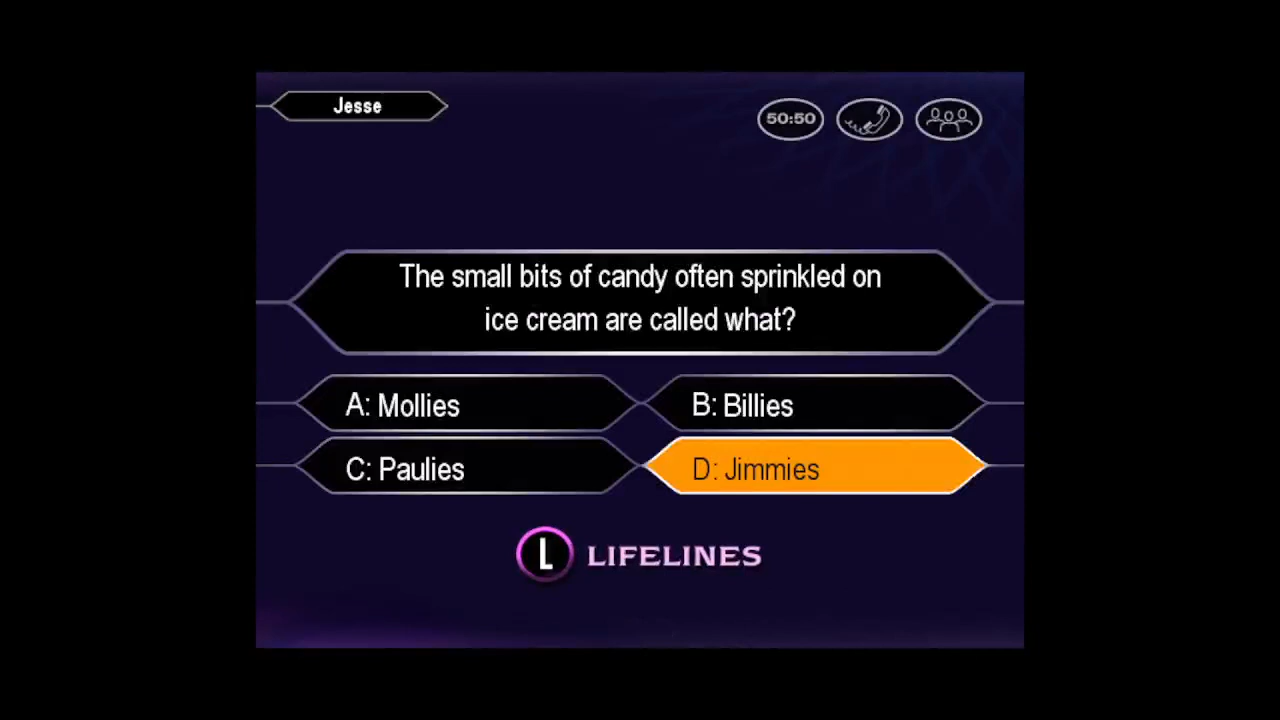 Jesse
50:50
The small bits of candy often sprinkled on
ice cream are called what?
A: Mollies
B: Billies
C: Paulies
D: Jimmies
L LIFELINES